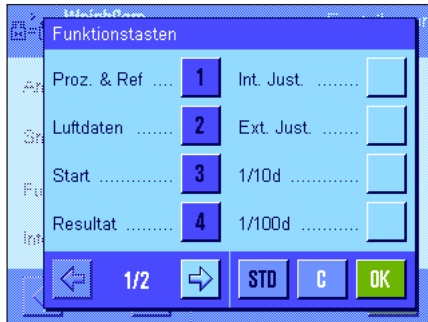 Funktionstasten
Proz. & Ref .... 1 Int. Just. ........
Luftdaten ....... 2 Ext. Just. .......
Start .............. 3 1/10d ............
Resultat ......... 4 1/100d ..........
1/2 STD C OK